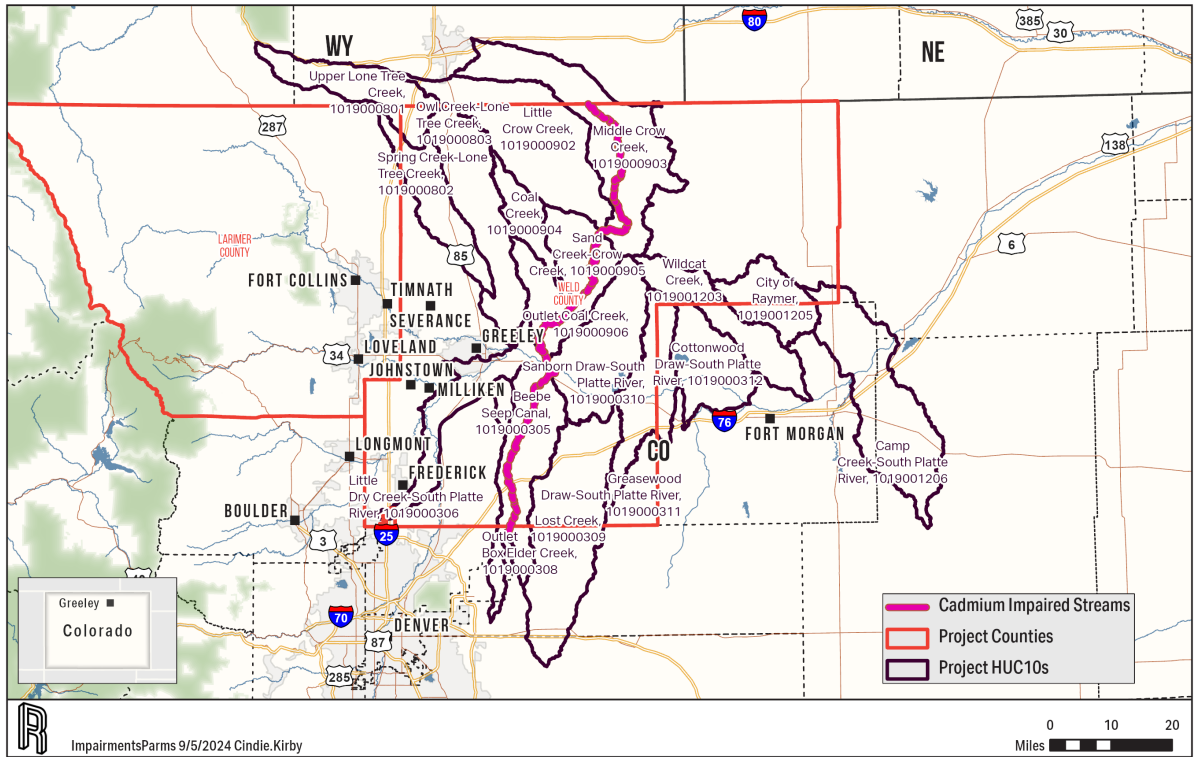 80
385
30
WY
NE
Upper Lone Tree
Creek,
1019000801
Owl Creek-Lone
Tree Creek,
1019000803
Little
Crow Creek,
1019000902
Middle Crow
Creek,
1019000903
287
138
Spring Creek-Lone
Tree Creek,
1019000802
Coal
Creek,
1019000904
LARIMER
COUNTY
85
Sand
Creek-Crow
Creek, 1019000905
6
FORT COLLINS
TIMNATH
SEVERANCE
WELD
COUNTY
Wildcat
Creek,
1019001203
City of
Raymer,
1019001205
Outlet Coal Creek,
1019000906
GREELEY
34
LOVELAND
JOHNSTOWN
MILLIKEN
Cottonwood
Draw-South Platte
River, 1019000312
Sanborn Draw-South
Platte River,
1019000310
Beebe
Seep Canal,
1019000305
76
FORT MORGAN
LONGMONT
CO
Camp
Creek-South Platte
River, 1019001206
FREDERICK
Little
Dry Creek-South Platte
River, 1019000306
Greasewood
Draw-South Platte River,
1019000311
BOULDER
3
25
Lost Creek,
1019000309
Outlet
Box Elder Creek,
1019000308
Greeley
Colorado
70
DENVER
87
285
Cadmium Impaired Streams
Project Counties
Project HUC10s
ImpairmentsParms 9/5/2024 Cindie.Kirby
0 10 20
Miles